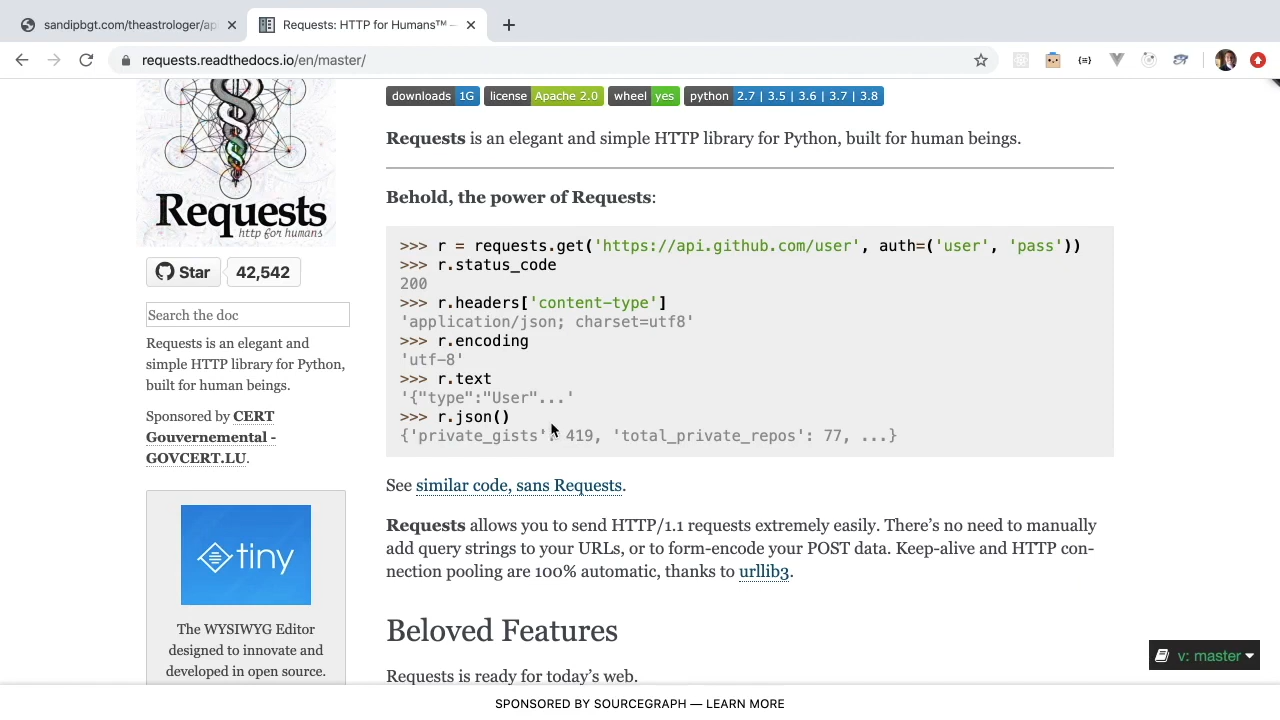 sandipbgt.com/theastrologer/ap
Requests: HTTP for Humans™ —
requests.readthedocs.io/en/master/
Requests
http for humans
Star 42,542
Search the doc
Requests is an elegant and
simple HTTP library for Python,
built for human beings.
Sponsored by CERT
Gouvernemental -
GOVCERT.LU.
tiny
The WYSIWYG Editor
designed to innovate and
developed in open source.
downloads 1G license Apache 2.0 wheel yes python 2.7 | 3.5 | 3.6 | 3.7 | 3.8
Requests is an elegant and simple HTTP library for Python, built for human beings.
Behold, the power of Requests:
>>> r = requests.get('https://api.github.com/user', auth=('user', 'pass'))
>>> r.status_code
200
>>> r.headers['content-type']
'application/json; charset=utf8'
>>> r.encoding
'utf-8'
>>> r.text
'{"type":"User"...'
>>> r.json()
{'private_gists': 419, 'total_private_repos': 77, ...}
See similar code, sans Requests.
Requests allows you to send HTTP/1.1 requests extremely easily. There's no need to manually
add query strings to your URLs, or to form-encode your POST data. Keep-alive and HTTP con-
nection pooling are 100% automatic, thanks to urllib3.
Beloved Features
Requests is ready for today's web.
v: master
SPONSORED BY SOURCEGRAPH — LEARN MORE